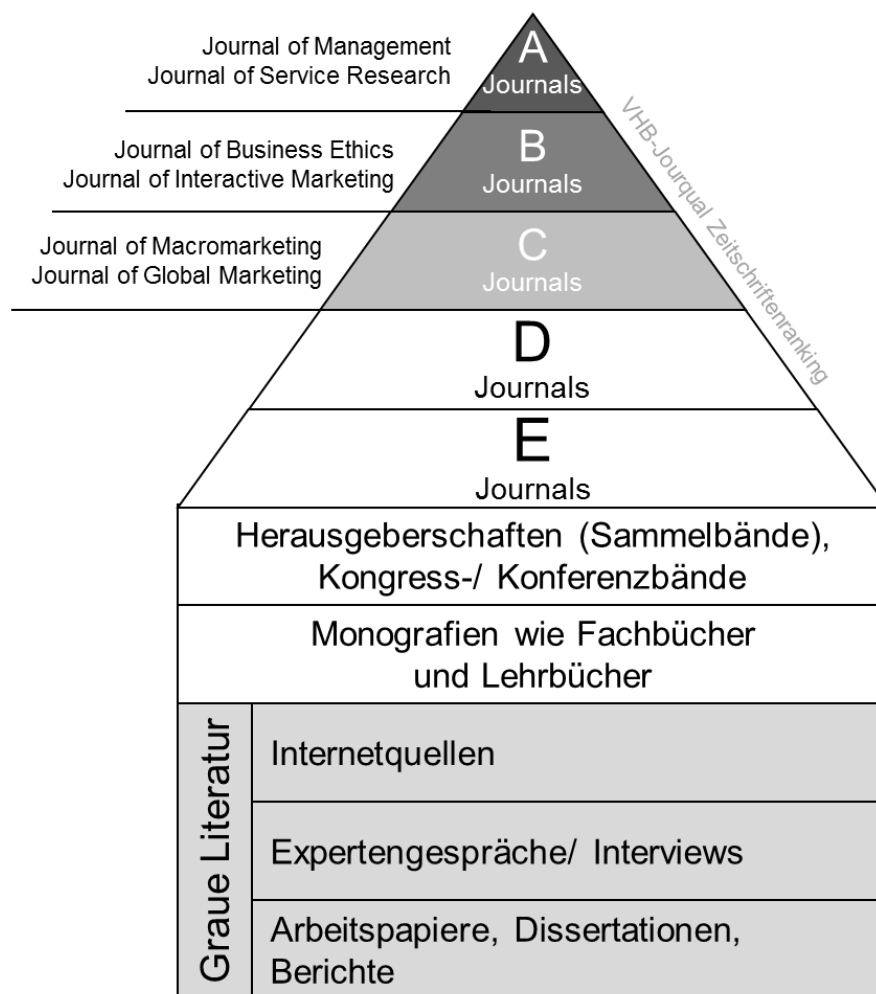 Journal of Management
Journal of Service Research
A
Journals
Journal of Business Ethics
Journal of Interactive Marketing
B
Journals
Journal of Macromarketing
Journal of Global Marketing
C
Journals
VHB-Jourqual Zeitschriftenranking
D
Journals
E
Journals
Herausgeberschaften (Sammelbände),
Kongress-/ Konferenzbände
Monografien wie Fachbücher
und Lehrbücher
Graue Literatur
Internetquellen
Expertengespräche/ Interviews
Arbeitspapiere, Dissertationen,
Berichte